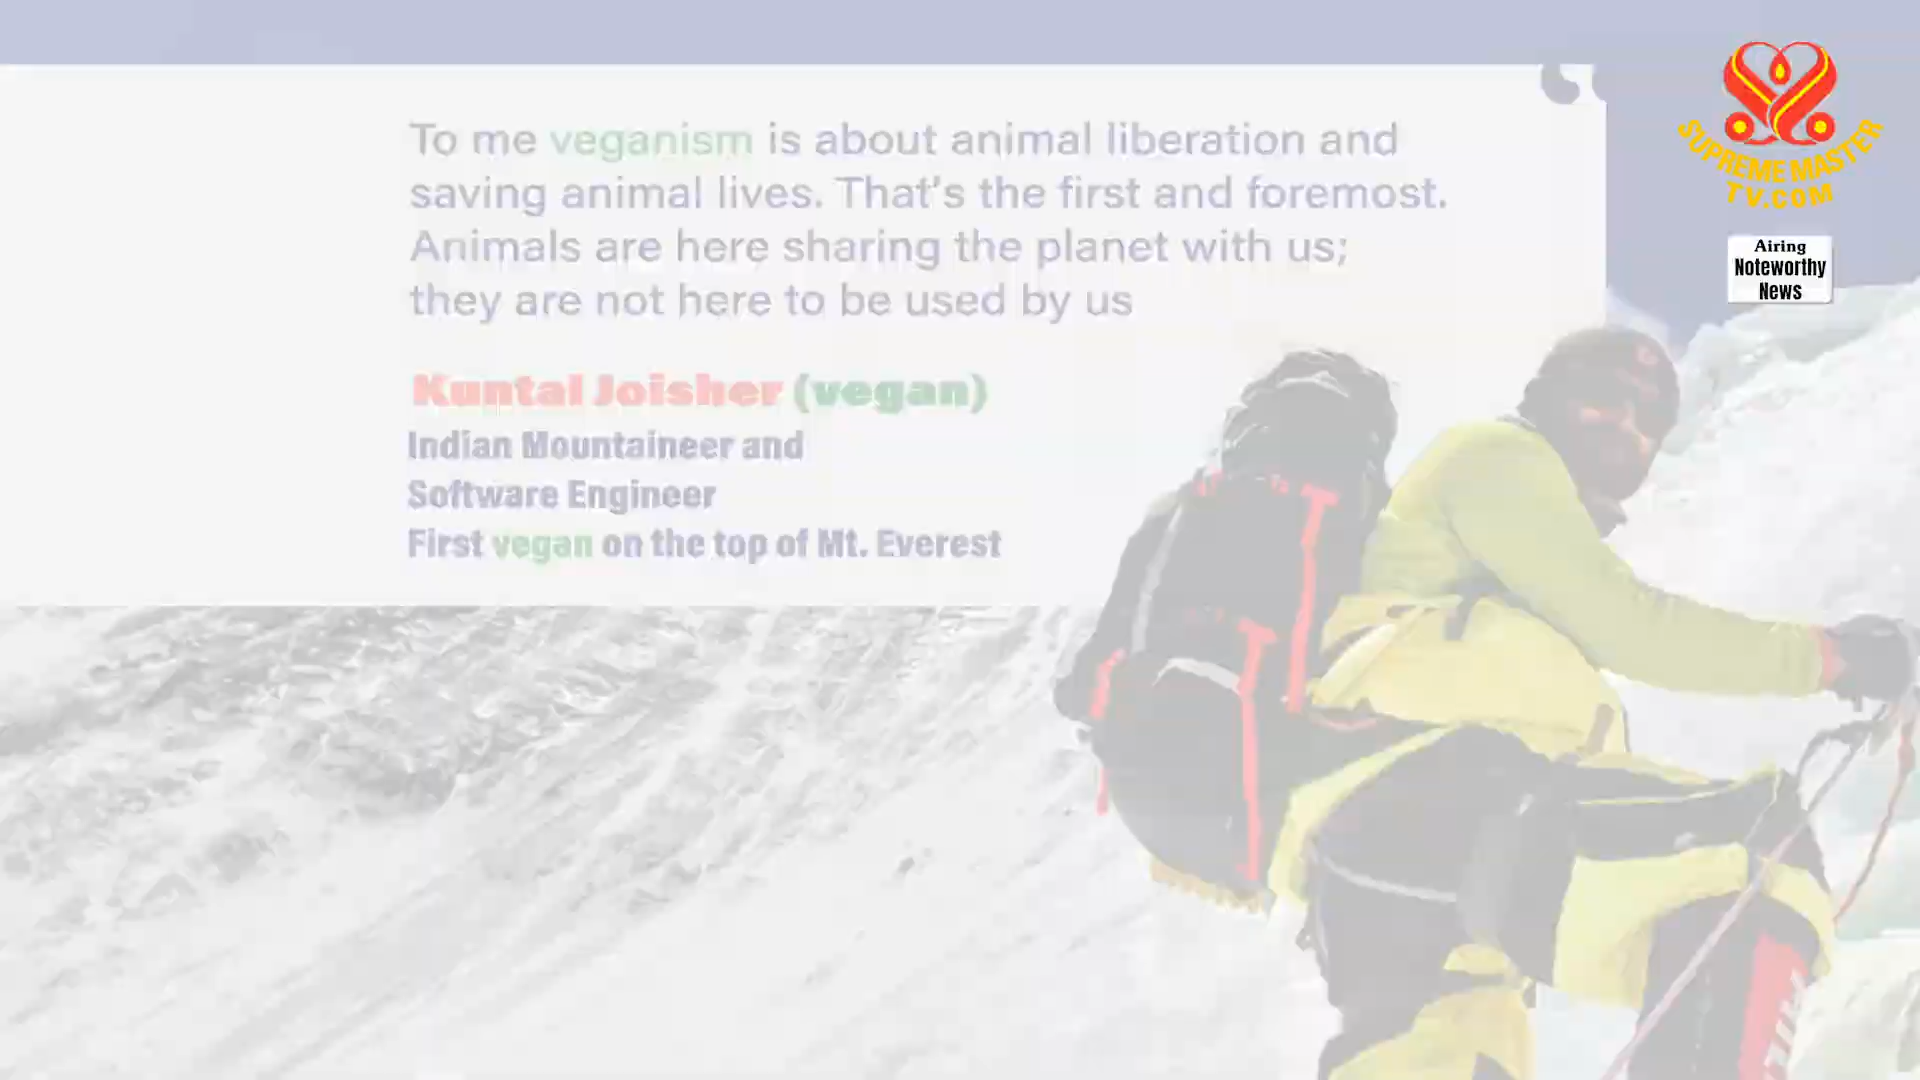 To me veganism is about animal liberation and
saving animal lives. That's the first and foremost.
Animals are here sharing the planet with us;
they are not here to be used by us
Kuntal Joisher (vegan)
Indian Mountaineer and
Software Engineer
First vegan on the top of Mt. Everest
SUPREME MASTER
TV.COM
Airing
Noteworthy
News